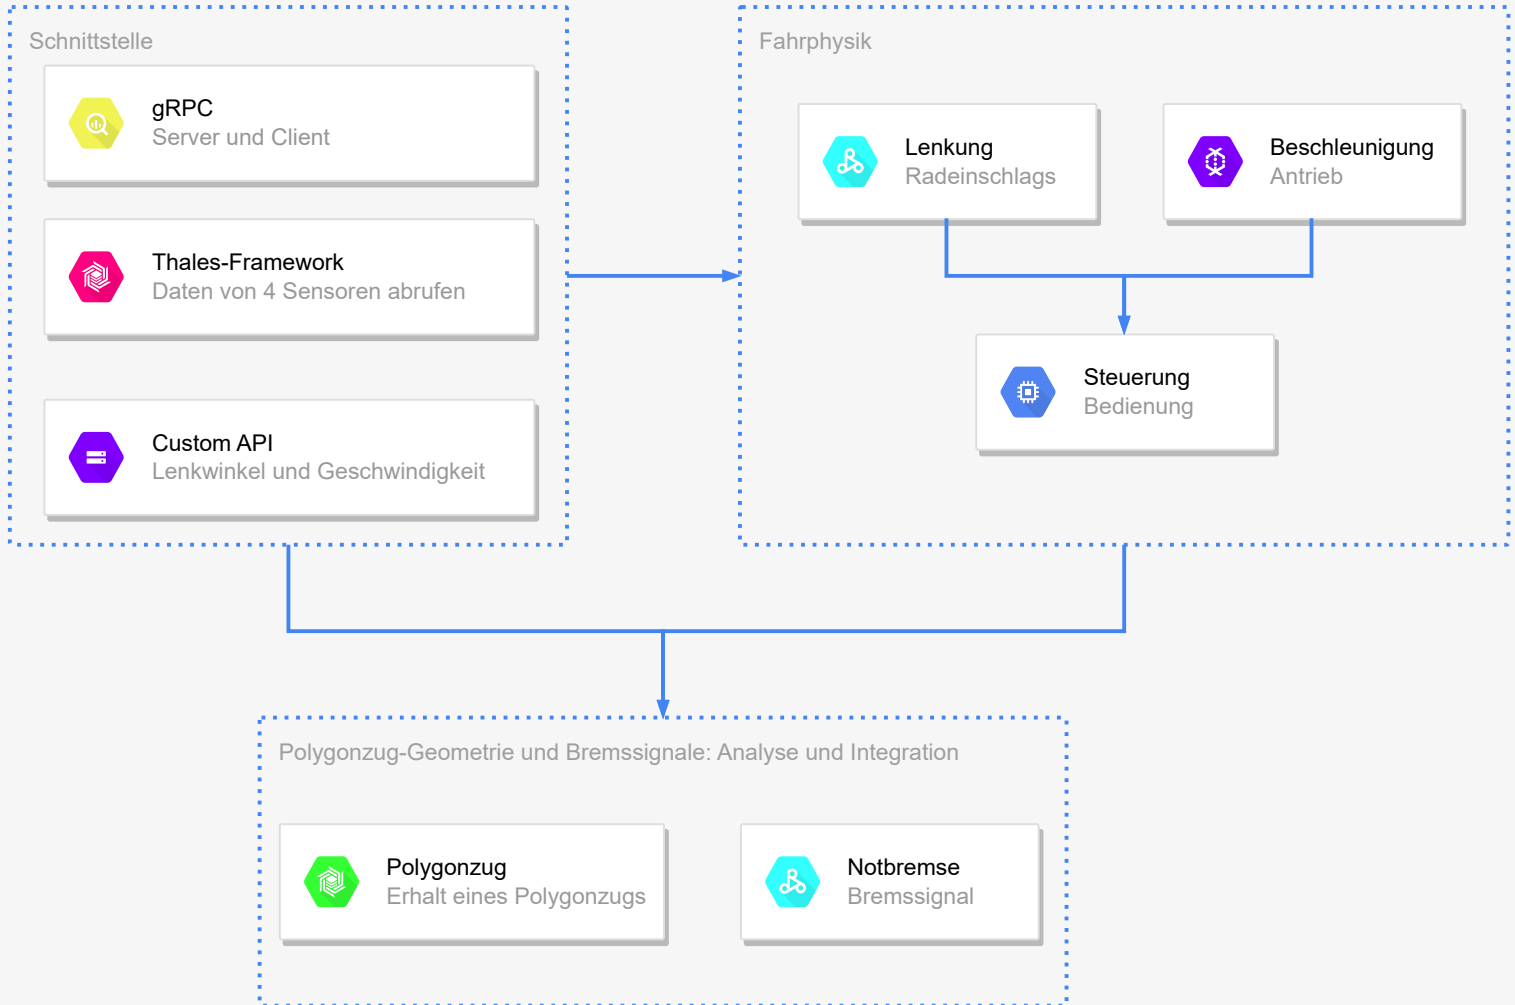 Schnittstelle
gRPC
Server und Client
Thales-Framework
Daten von 4 Sensoren abrufen
Custom API
Lenkwinkel und Geschwindigkeit
Fahrphysik
Lenkung
Radeinschlags
Beschleunigung
Antrieb
Steuerung
Bedienung
Polygonzug-Geometrie und Bremssignale: Analyse und Integration
Polygonzug
Erhalt eines Polygonzugs
Notbremse
Bremssignal